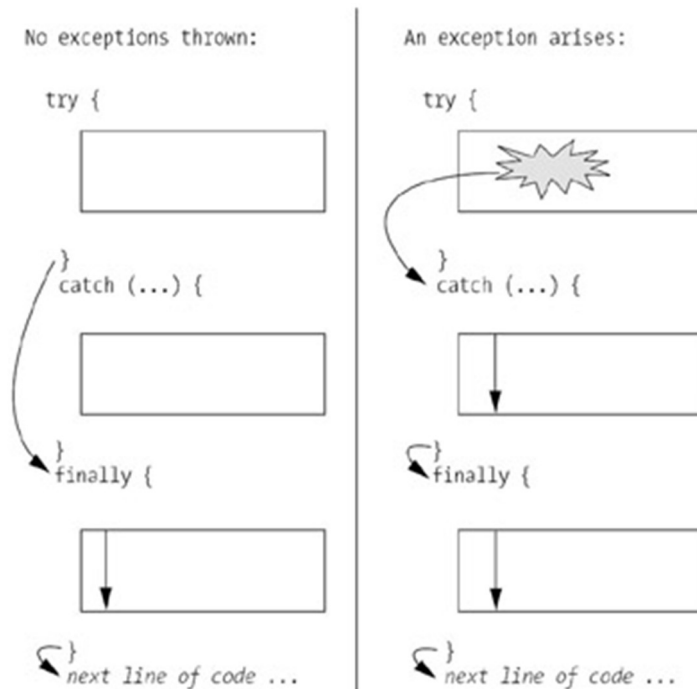 No exceptions thrown:
try {
}
catch (...) {
}
finally {
}
next line of code ...
An exception arises:
try {
}
catch (...) {
}
finally {
}
next line of code ...